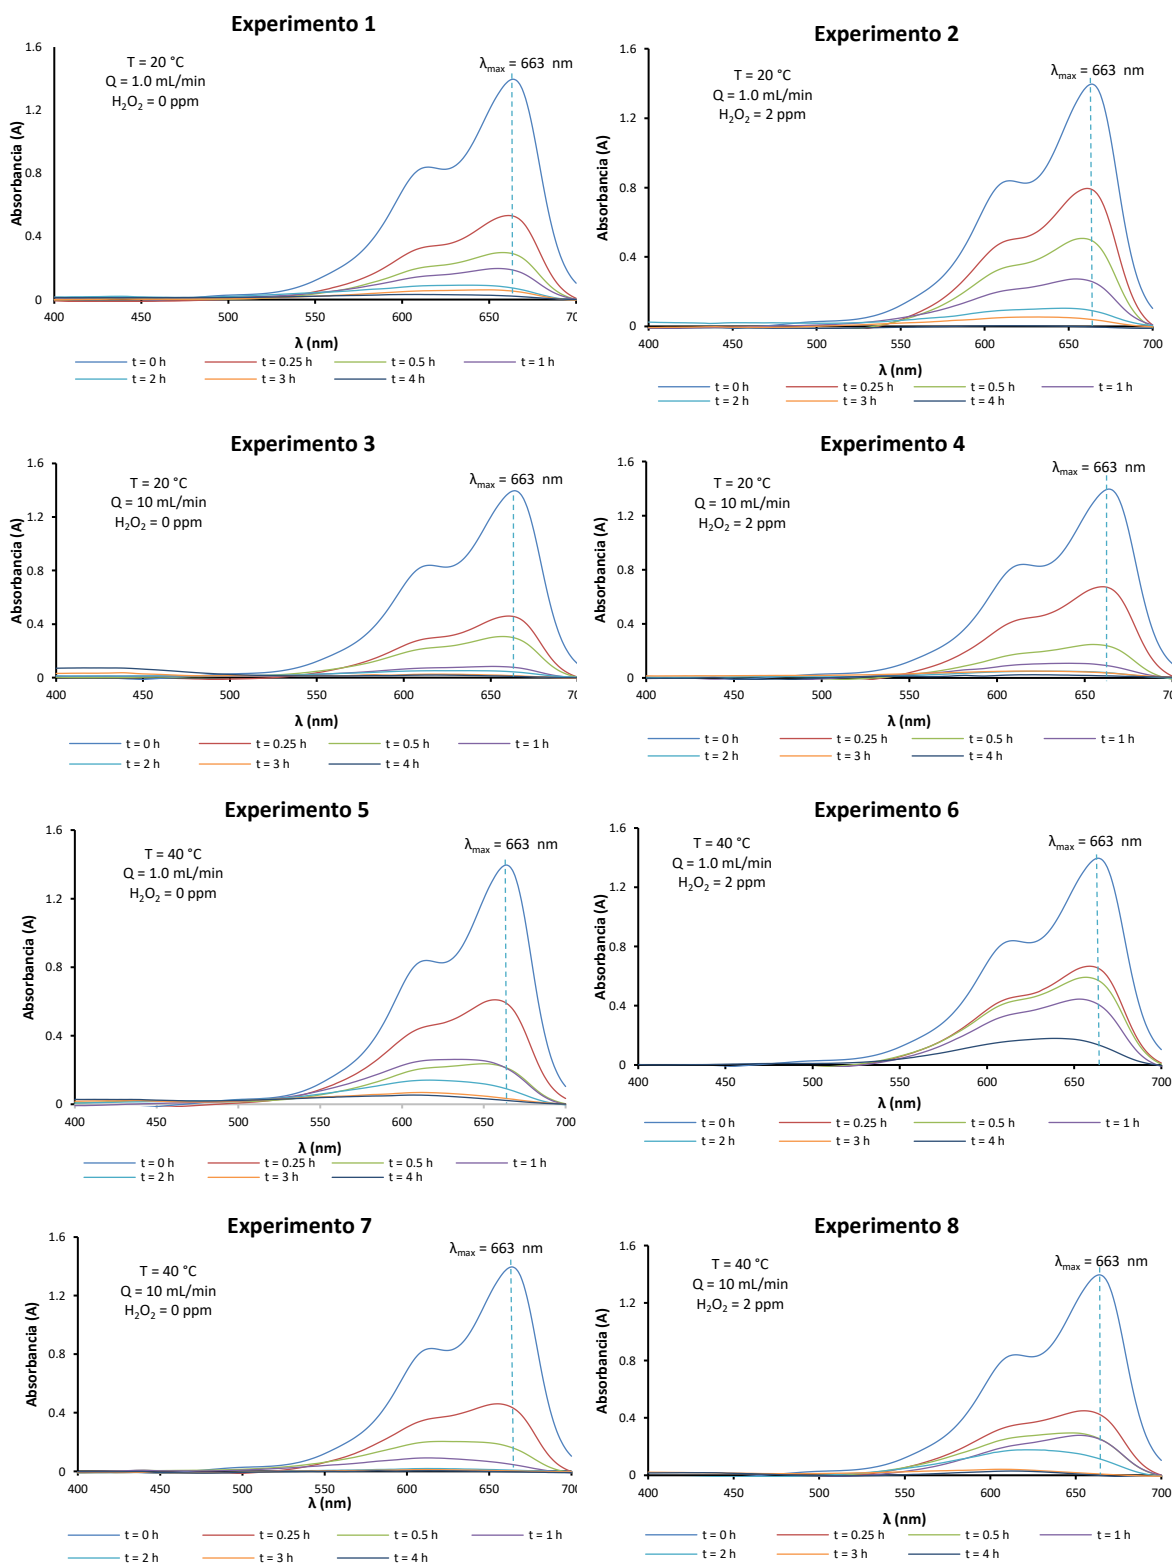 Experimento 1
T = 20 °C
Q = 1.0 mL/min
H₂O₂ = 0 ppm
λmax = 663 nm
Absorbancia (A)
1.6
1.2
0.8
0.4
0
400 450 500 550 600 650 700
λ (nm)
t = 0 h t = 0.25 h t = 0.5 h t = 1 h
t = 2 h t = 3 h t = 4 h
Experimento 2
T = 20 °C
Q = 1.0 mL/min
H₂O₂ = 2 ppm
λmax = 663 nm
Absorbancia (A)
1.6
1.2
0.8
0.4
0
400 450 500 550 600 650 700
λ (nm)
t = 0 h t = 0.25 h t = 0.5 h t = 1 h
t = 2 h t = 3 h t = 4 h
Experimento 3
T = 20 °C
Q = 10 mL/min
H₂O₂ = 0 ppm
λmax = 663 nm
Absorbancia (A)
1.6
1.2
0.8
0.4
0
400 450 500 550 600 650 700
λ (nm)
t = 0 h t = 0.25 h t = 0.5 h t = 1 h
t = 2 h t = 3 h t = 4 h
Experimento 4
T = 20 °C
Q = 10 mL/min
H₂O₂ = 2 ppm
λmax = 663 nm
Absorbancia (A)
1.6
1.2
0.8
0.4
0
400 450 500 550 600 650 700
λ (nm)
t = 0 h t = 0.25 h t = 0.5 h t = 1 h
t = 2 h t = 3 h t = 4 h
Experimento 5
T = 40 °C
Q = 1.0 mL/min
H₂O₂ = 0 ppm
λmax = 663 nm
Absorbancia (A)
1.6
1.2
0.8
0.4
0
400 450 500 550 600 650 700
λ (nm)
t = 0 h t = 0.25 h t = 0.5 h t = 1 h
t = 2 h t = 3 h t = 4 h
Experimento 6
T = 40 °C
Q = 1.0 mL/min
H₂O₂ = 2 ppm
λmax = 663 nm
Absorbancia (A)
1.6
1.2
0.8
0.4
0
400 450 500 550 600 650 700
λ (nm)
t = 0 h t = 0.25 h t = 0.5 h t = 1 h
t = 2 h t = 3 h t = 4 h
Experimento 7
T = 40 °C
Q = 10 mL/min
H₂O₂ = 0 ppm
λmax = 663 nm
Absorbancia (A)
1.6
1.2
0.8
0.4
0
400 450 500 550 600 650 700
λ (nm)
t = 0 h t = 0.25 h t = 0.5 h t = 1 h
t = 2 h t = 3 h t = 4 h
Experimento 8
T = 40 °C
Q = 10 mL/min
H₂O₂ = 2 ppm
λmax = 663 nm
Absorbancia (A)
1.6
1.2
0.8
0.4
0
400 450 500 550 600 650 700
λ (nm)
t = 0 h t = 0.25 h t = 0.5 h t = 1 h
t = 2 h t = 3 h t = 4 h